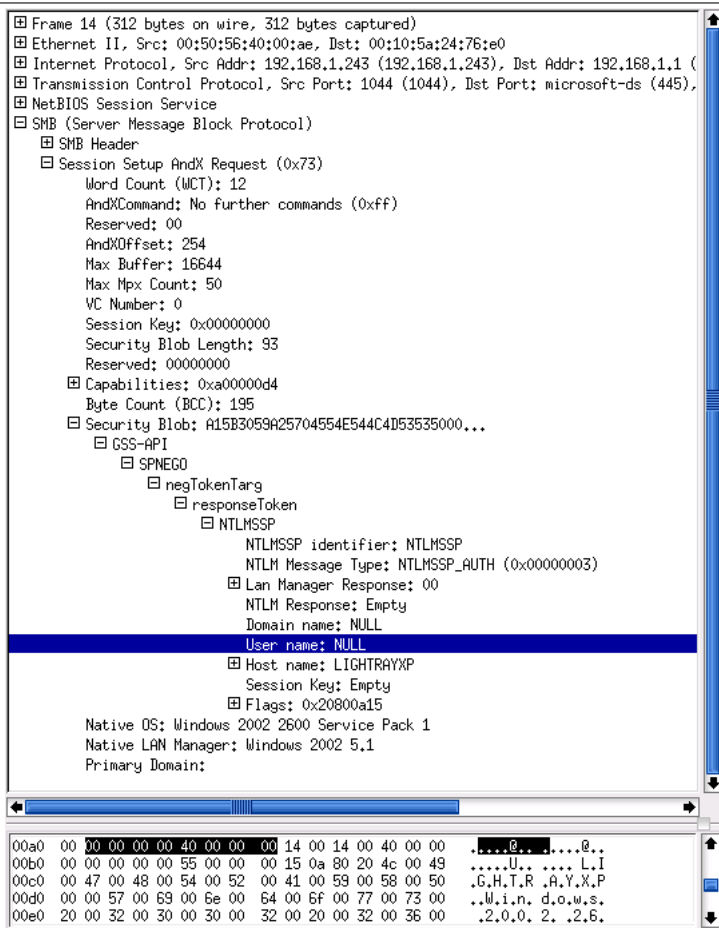 Frame 14 (312 bytes on wire, 312 bytes captured)
Ethernet II, Src: 00:50:56:40:00:ae, Dst: 00:10:5a:24:76:e0
Internet Protocol, Src Addr: 192.168.1.243 (192.168.1.243), Dst Addr: 192.168.1.1 (
Transmission Control Protocol, Src Port: 1044 (1044), Dst Port: microsoft-ds (445),
NetBIOS Session Service
SMB (Server Message Block Protocol)
SMB Header
Session Setup AndX Request (0x73)
Word Count (WCT): 12
AndXCommand: No further commands (0xff)
Reserved: 00
AndXOffset: 254
Max Buffer: 16644
Max Mpx Count: 50
VC Number: 0
Session Key: 0x00000000
Security Blob Length: 93
Reserved: 00000000
Capabilities: 0xa00000d4
Byte Count (BCC): 195
Security Blob: A15B3059A25704554E544C4D53535000...
GSS-API
SPNEGO
negTokenTarg
responseToken
NTLMSSP
NTLMSSP identifier: NTLMSSP
NTLM Message Type: NTLMSSP_AUTH (0x00000003)
Lan Manager Response: 00
NTLM Response: Empty
Domain name: NULL
User name: NULL
Host name: LIGHTRAYXP
Session Key: Empty
Flags: 0x20800a15
Native OS: Windows 2002 2600 Service Pack 1
Native LAN Manager: Windows 2002 5.1
Primary Domain:
00a0 00 00 00 00 00 40 00 00 00 14 00 14 00 40 00 00 .....@.. .....@..
00b0 00 00 00 00 00 55 00 00 00 15 0a 80 20 4c 00 49 .....U.. .... L.I
00c0 00 47 00 48 00 54 00 52 00 41 00 59 00 58 00 50 .G.H.T.R .A.Y.X.P
00d0 00 00 57 00 69 00 6e 00 64 00 6f 00 77 00 73 00 ..W.i.n. d.o.w.s.
00e0 20 00 32 00 30 00 30 00 32 00 20 00 32 00 36 00 .2.0.0. 2. .2.6.